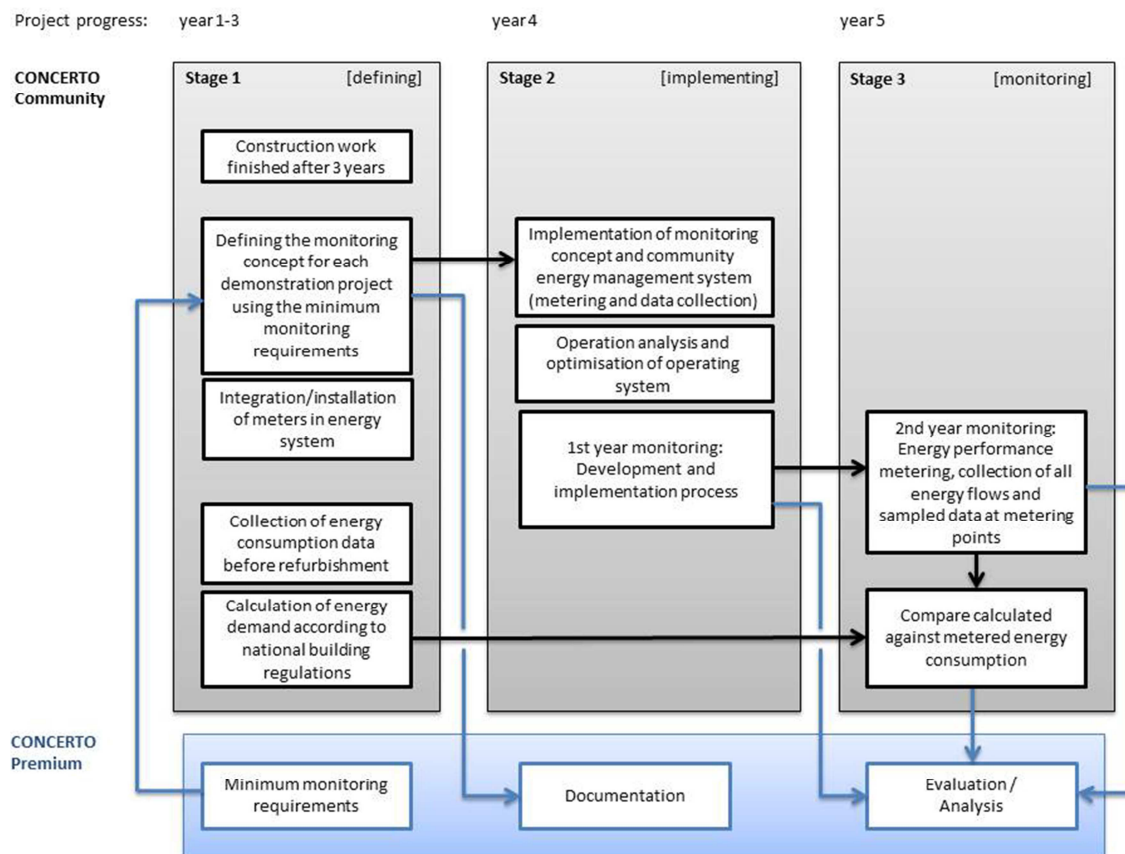 Project progress:
year 1-3
year 4
year 5
CONCERTO
Community
Stage 1
[defining]
Construction work
finished after 3 years
Defining the monitoring
concept for each
demonstration project
using the minimum
monitoring
requirements
Integration/installation
of meters in energy
system
Collection of energy
consumption data
before refurbishment
Calculation of energy
demand according to
national building
regulations
Stage 2
[implementing]
Implementation of monitoring
concept and community
energy management system
(metering and data collection)
Operation analysis and
optimisation of operating
system
1st year monitoring:
Development and
implementation process
Stage 3
[monitoring]
2nd year monitoring:
Energy performance
metering, collection of all
energy flows and
sampled data at metering
points
Compare calculated
against metered energy
consumption
CONCERTO
Premium
Minimum monitoring
requirements
Documentation
Evaluation /
Analysis